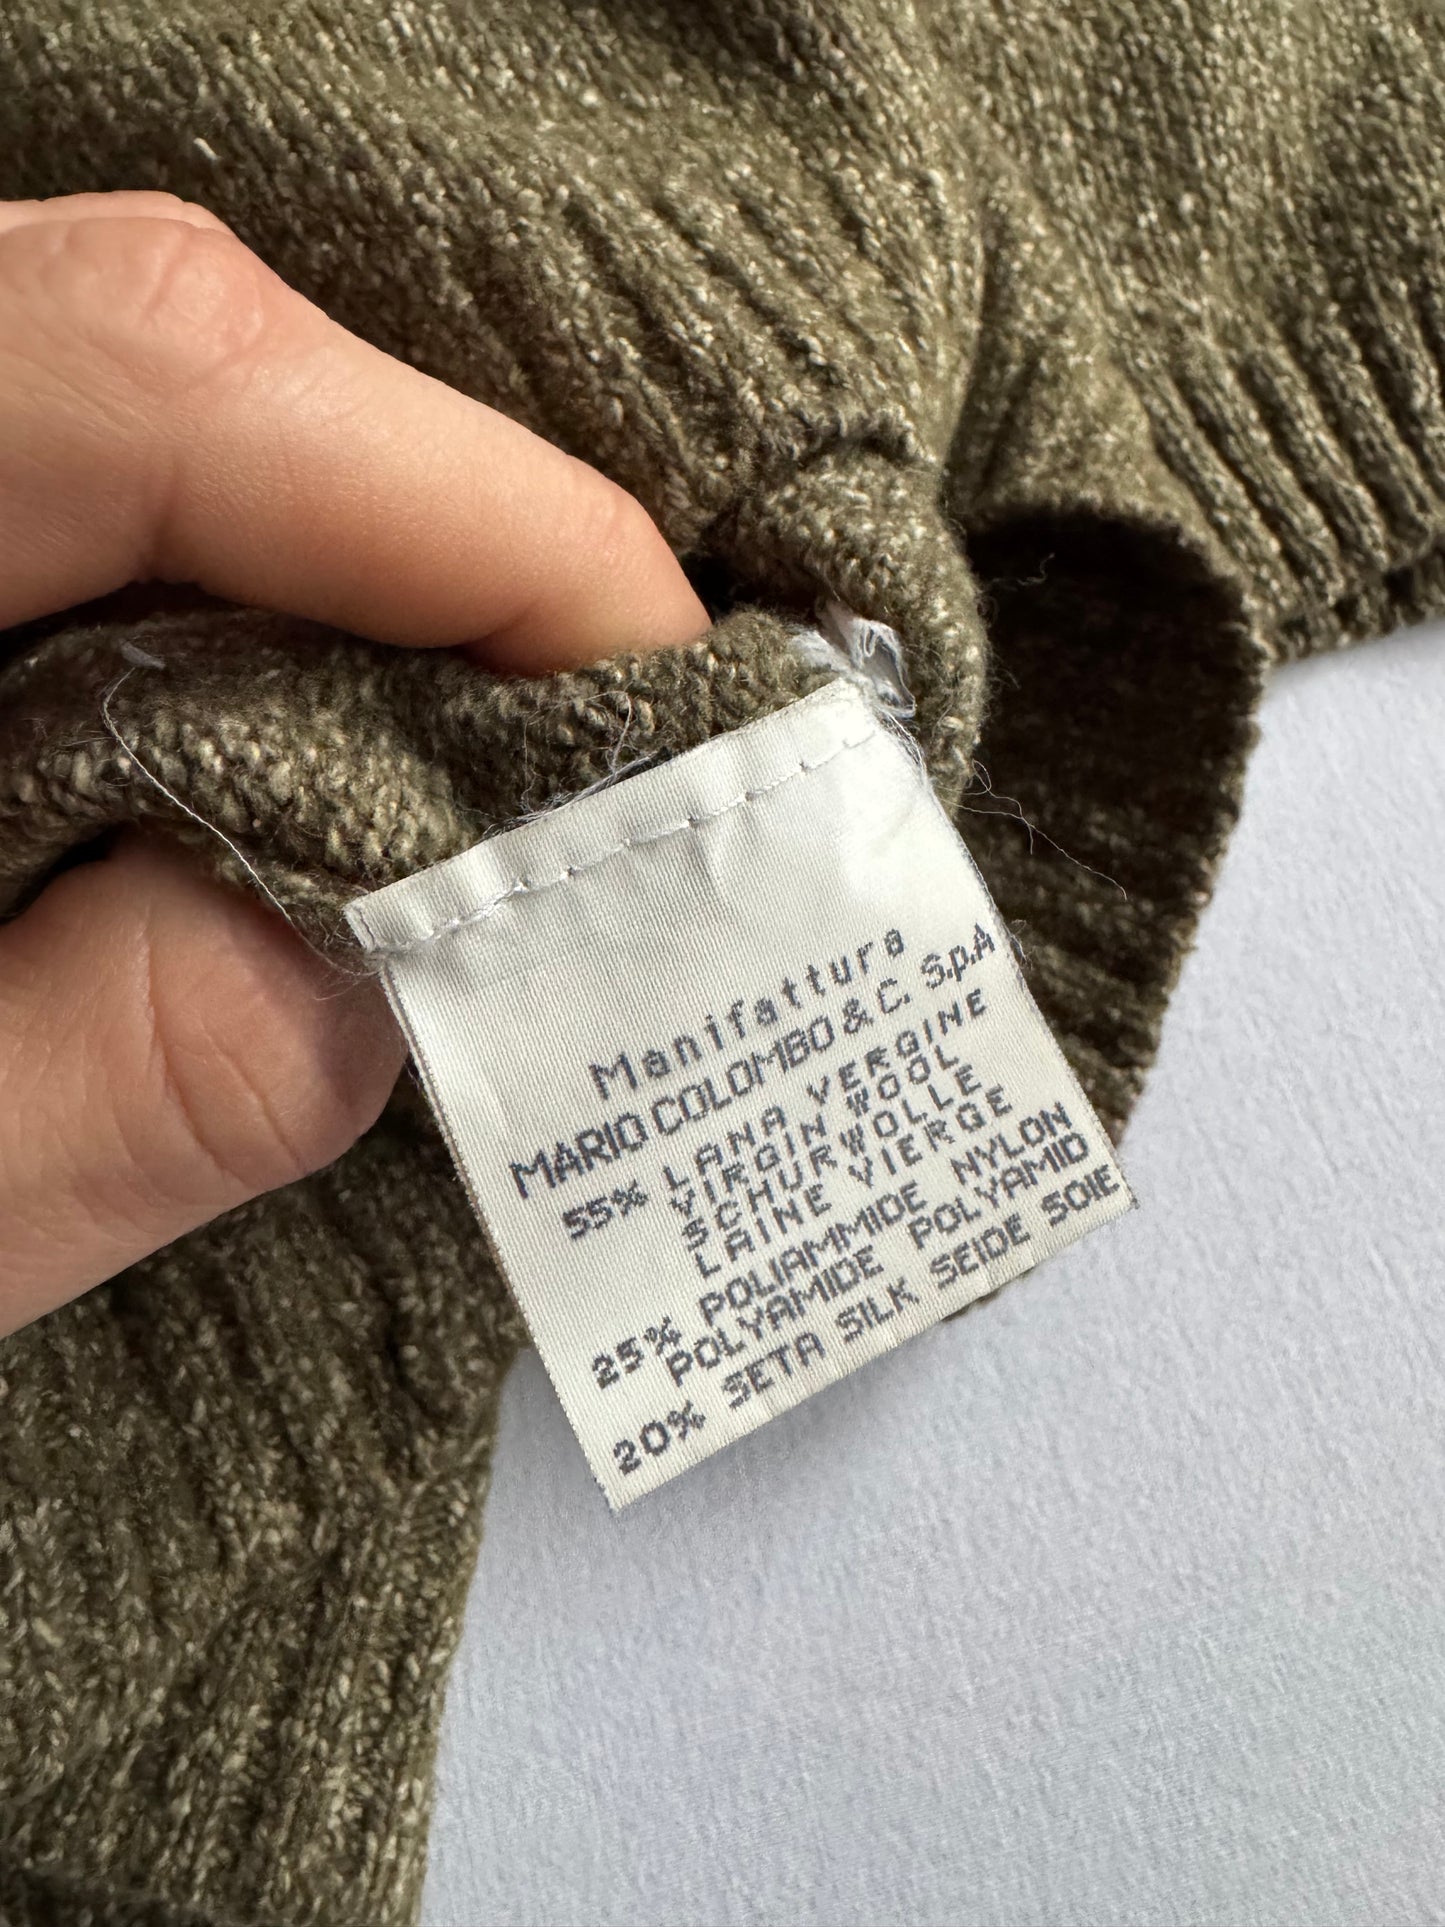 Manifattura
MARIO COLOMBO & C. S.p.A
55% LANA VERGINE
VIRGIN WOOL
SCHURWOLLE
LAINE VIERGE
25% POLIAMMIDE NYLON
POLYAMIDE POLYAMID
20% SETA SILK SEIDE SOIE